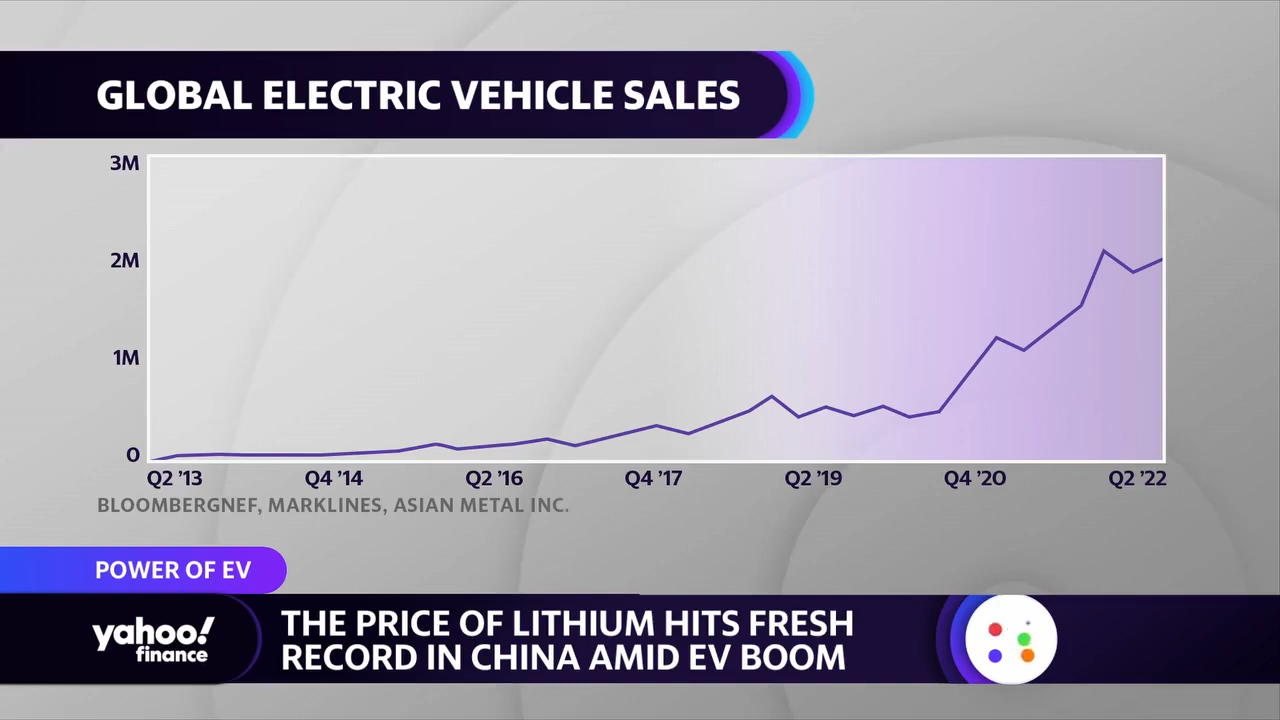 GLOBAL ELECTRIC VEHICLE SALES
3M
2M
1M
0
Q2 ’13 Q4 ’14 Q2 ’16 Q4 ’17 Q2 ’19 Q4 ’20 Q2 ’22
BLOOMBERGNEF, MARKLINES, ASIAN METAL INC.
POWER OF EV
yahoo!
finance
THE PRICE OF LITHIUM HITS FRESH
RECORD IN CHINA AMID EV BOOM